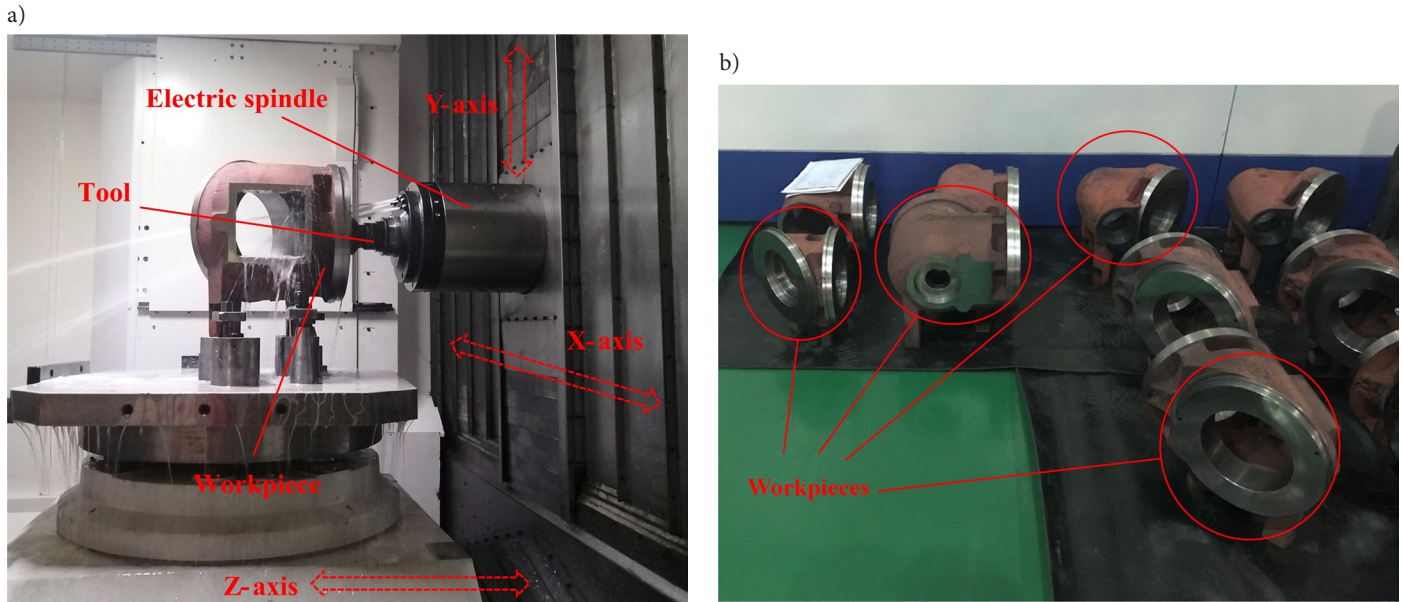 a)
b)
Electric spindle
Y-axis
Tool
X-axis
Workpiece
Z-axis
Workpieces